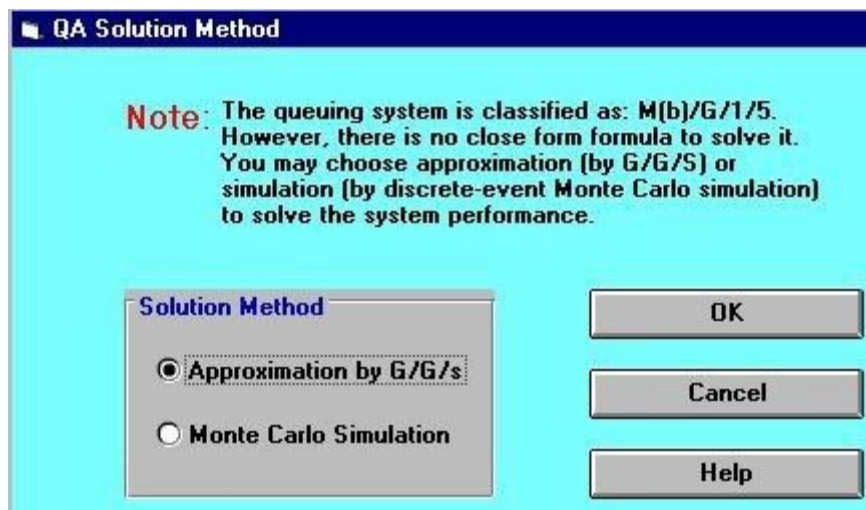 QA Solution Method
Note: The queuing system is classified as: M(b)/G/1/5.
However, there is no close form formula to solve it.
You may choose approximation (by G/G/S) or
simulation (by discrete-event Monte Carlo simulation)
to solve the system performance.
Solution Method
Approximation by G/G/s
Monte Carlo Simulation
OK
Cancel
Help